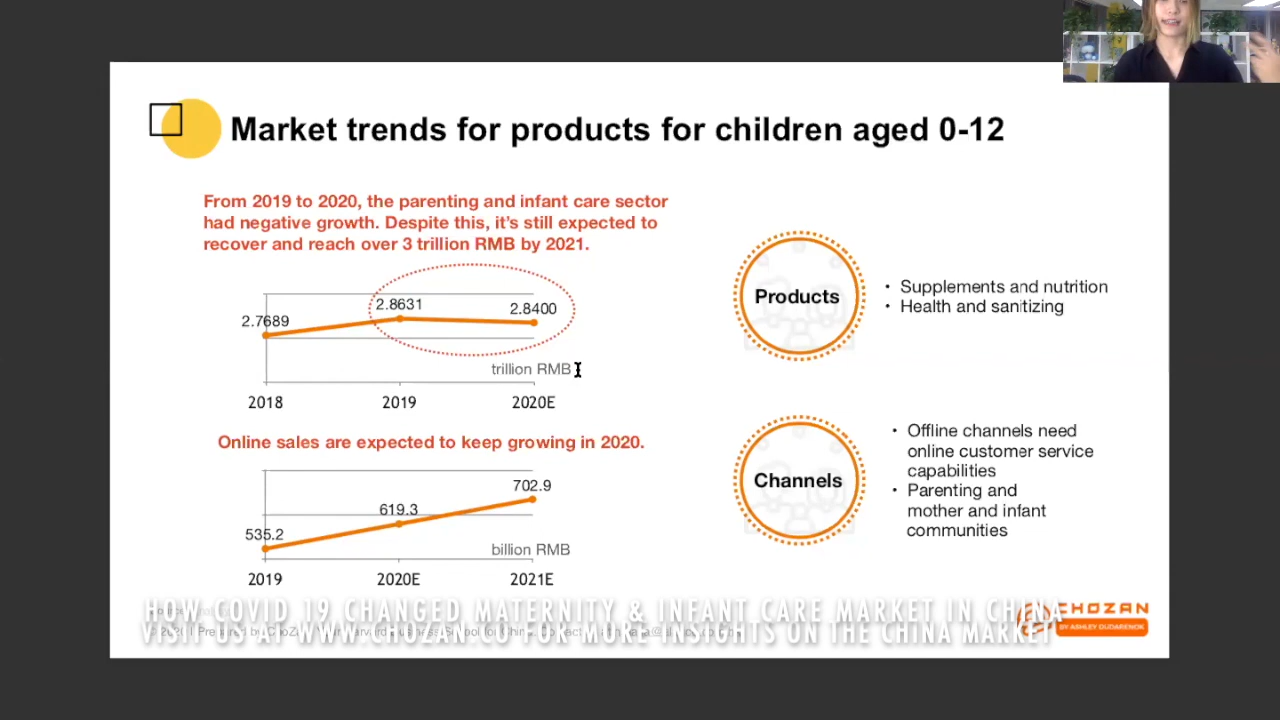 Market trends for products for children aged 0-12
From 2019 to 2020, the parenting and infant care sector
had negative growth. Despite this, it's still expected to
recover and reach over 3 trillion RMB by 2021.
2.7689
2.8631
2.8400
trillion RMB
2018
2019
2020E
Online sales are expected to keep growing in 2020.
535.2
619.3
702.9
billion RMB
2019
2020E
2021E
Products
• Supplements and nutrition
• Health and sanitizing
Channels
• Offline channels need
online customer service
capabilities
• Parenting and
mother and infant
communities
HOW COVID 19 CHANGED MATERNITY & INFANT CARE MARKET IN CHINA
VISIT US AT WWW.CHOZAN.CO FOR MORE INSIGHTS ON THE CHINA MARKET
CHOZAN
BY ASHLEY DUDARENOK